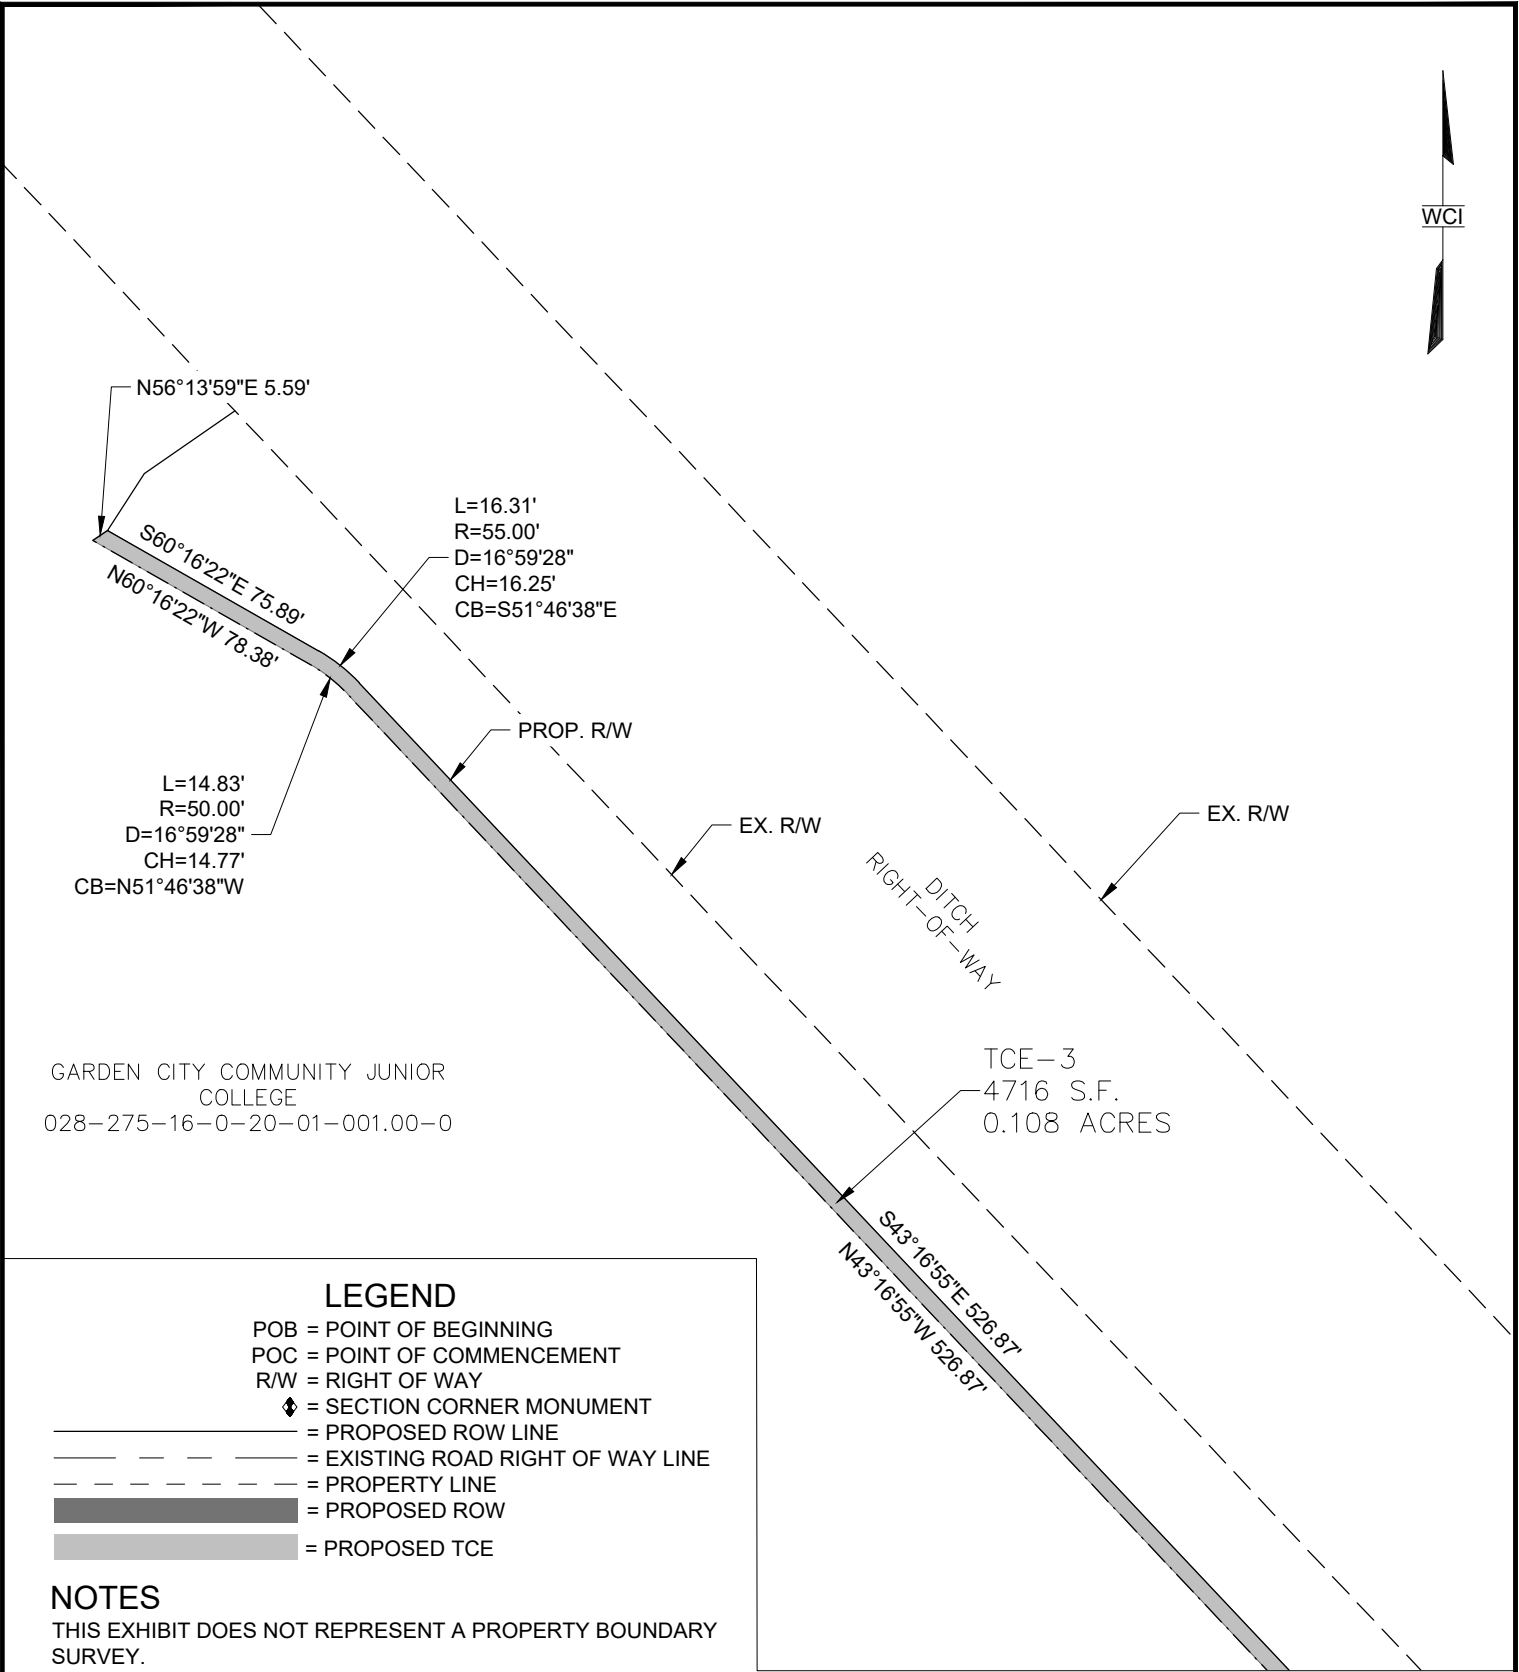 WCI
N56°13'59"E 5.59'
L=16.31'
R=55.00'
D=16°59'28"
CH=16.25'
CB=S51°46'38"E
S60°16'22"E 75.89'
N60°16'22"W 78.38'
PROP. R/W
L=14.83'
R=50.00'
D=16°59'28"
CH=14.77'
CB=N51°46'38"W
EX. R/W
EX. R/W
DITCH
RIGHT-OF-WAY
TCE-3
4716 S.F.
0.108 ACRES
GARDEN CITY COMMUNITY JUNIOR
COLLEGE
028-275-16-0-20-01-001.00-0
S43°16'55"E 526.87'
N43°16'55"W 526.87'
LEGEND
POB = POINT OF BEGINNING
POC = POINT OF COMMENCEMENT
R/W = RIGHT OF WAY
= SECTION CORNER MONUMENT
= PROPOSED ROW LINE
= EXISTING ROAD RIGHT OF WAY LINE
= PROPERTY LINE
= PROPOSED ROW
= PROPOSED TCE
NOTES
THIS EXHIBIT DOES NOT REPRESENT A PROPERTY BOUNDARY
SURVEY.